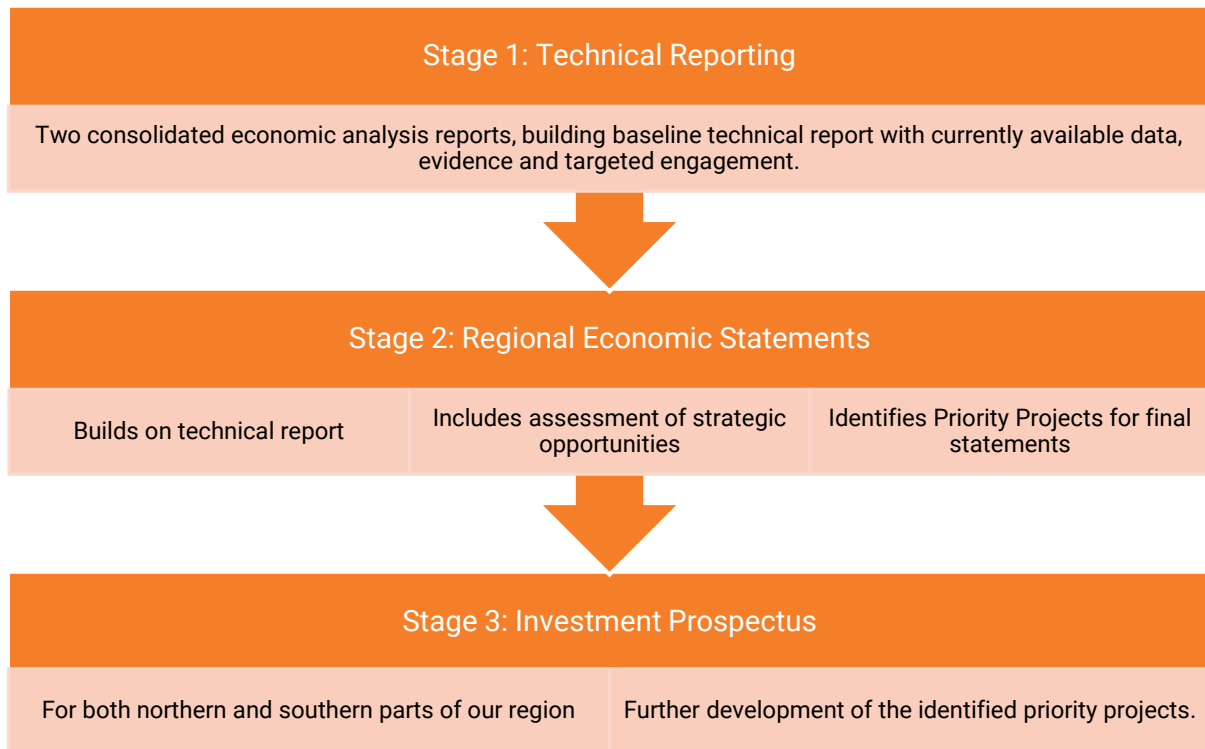 Stage 1: Technical Reporting
Two consolidated economic analysis reports, building baseline technical report with currently available data,
evidence and targeted engagement.
Stage 2: Regional Economic Statements
Builds on technical report
Includes assessment of strategic
opportunities
Identifies Priority Projects for final
statements
Stage 3: Investment Prospectus
For both northern and southern parts of our region
Further development of the identified priority projects.